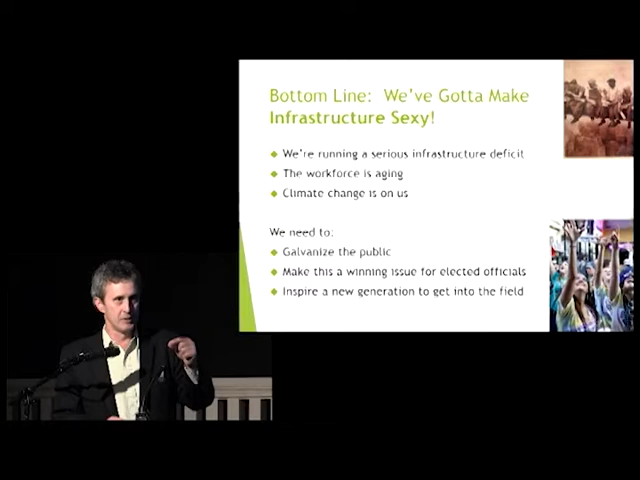 Bottom Line: We've Gotta Make
Infrastructure Sexy!
We're running a serious infrastructure deficit
The workforce is aging
Climate change is on us
We need to:
Galvanize the public
Make this a winning issue for elected officials
Inspire a new generation to get into the field